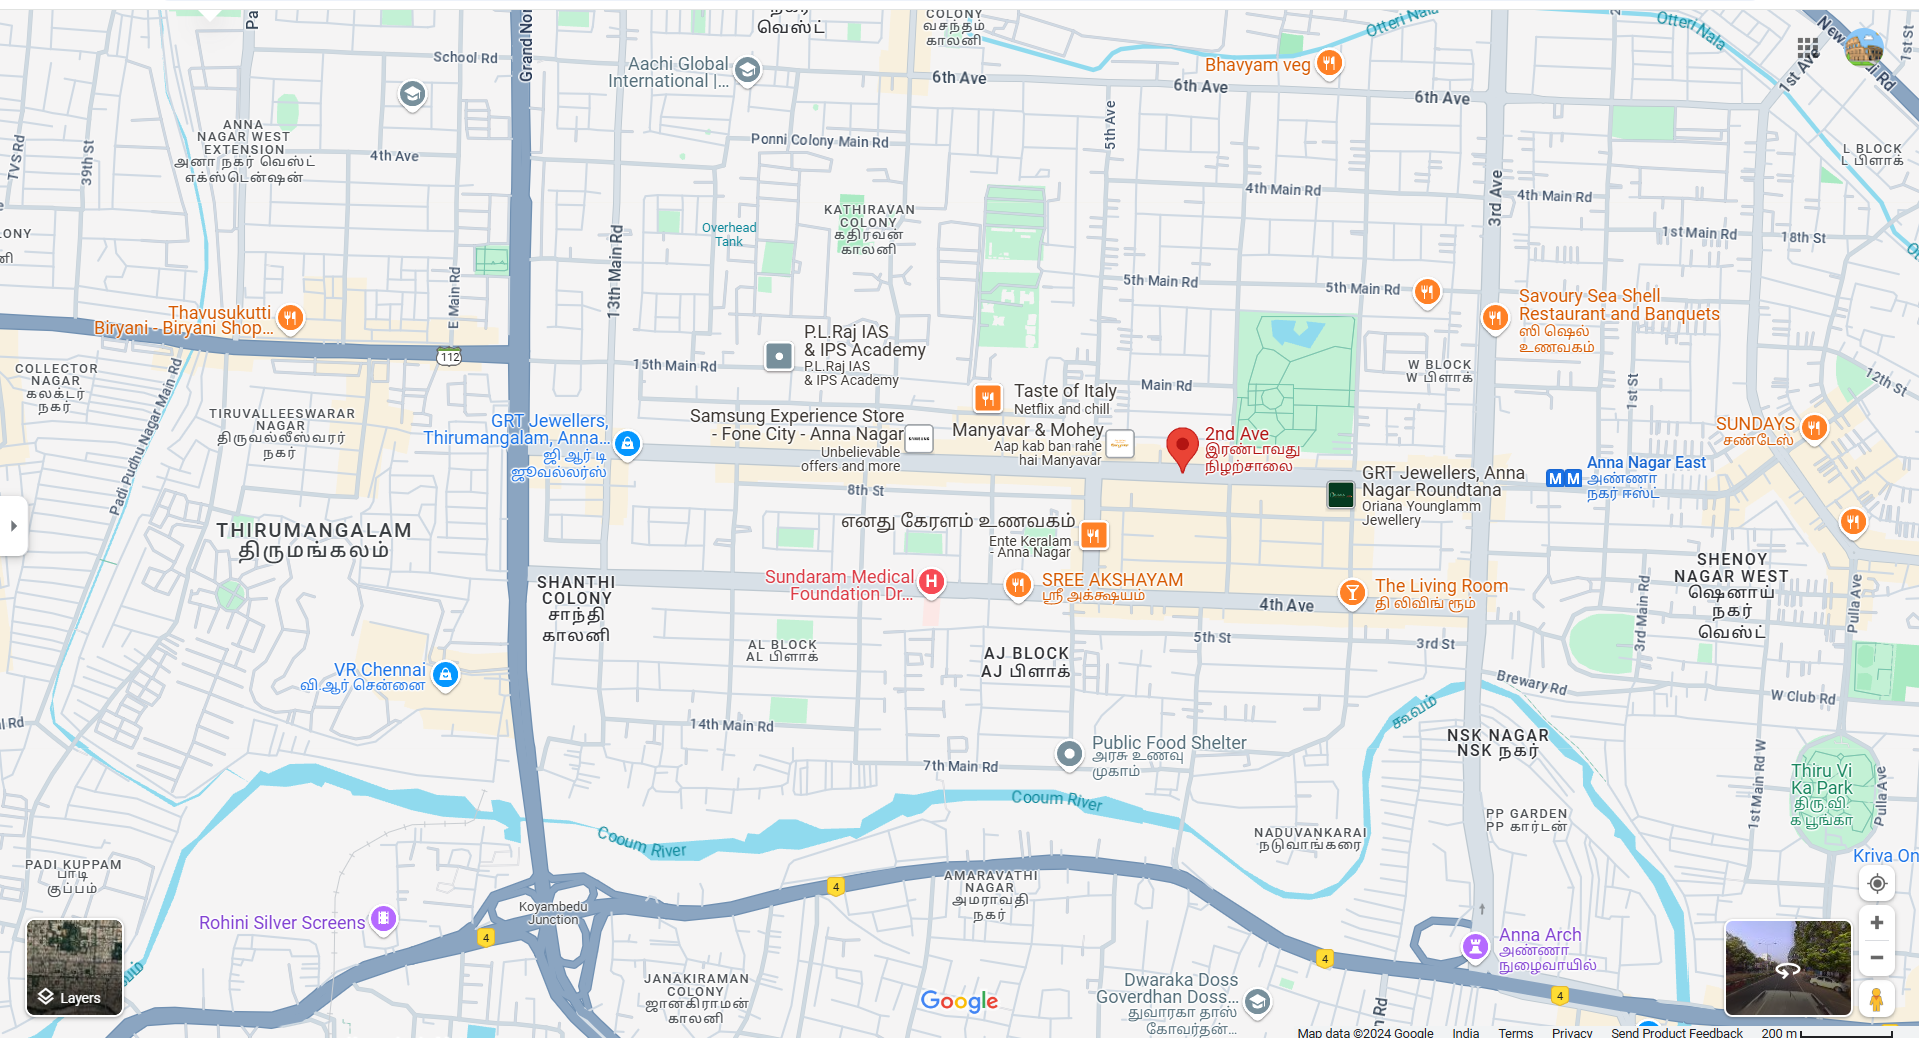 வெஸ்ட்
COLONY
வசந்தம்
காலனி
Otteri Nala
Otteri Nala
School Rd
Aachi Global
International |...
6th Ave
Bhavyam veg
6th Ave
6th Ave
1st Ave
1st St
Grand Nor
TVS Rd
39th St
ANNA
NAGAR WEST
EXTENSION
அனா நகர் வெஸ்ட்
எக்ஸ்டென்ஷன்
4th Ave
Ponni Colony Main Rd
5th Ave
L BLOCK
L பிளாக்
4th Main Rd
3rd Ave
4th Main Rd
KATHIRAVAN
COLONY
கதிரவன்
காலனி
Overhead
Tank
13th Main Rd
1st Main Rd
18th St
E Main Rd
5th Main Rd
5th Main Rd
Thavusukutti
Biryani - Biryani Shop...
Savoury Sea Shell
Restaurant and Banquets
ஸி ஷெல்
உணவகம்
P.L.Raj IAS
& IPS Academy
P.L.Raj IAS
& IPS Academy
112
15th Main Rd
W BLOCK
W பிளாக்
COLLECTOR
NAGAR
கலக்டர்
நகர்
Padi Pudhu Nagar Main Rd
Taste of Italy
Netflix and chill
Main Rd
1st St
12th St
TIRUVALLEESWARAR
NAGAR
திருவல்லீஸ்வரர்
நகர்
GRT Jewellers,
Thirumangalam, Anna...
ஜி ஆர் டி
ஜூவல்லர்ஸ்
Samsung Experience Store
- Fone City - Anna Nagar
Unbelievable
offers and more
Manyavar & Mohey
Aap kab ban rahe
hai Manyavar
2nd Ave
இரண்டாவது
நிழற்சாலை
SUNDAYS
சண்டேஸ்
GRT Jewellers, Anna
Nagar Roundtana
Oriana Younglamm
Jewellery
M M
Anna Nagar East
அண்ணா
நகர் ஈஸ்ட்
8th St
THIRUMANGALAM
திருமங்கலம்
எனது கேரளம் உணவகம்
Ente Keralam
- Anna Nagar
SHENOY
NAGAR WEST
ஷெனாய்
நகர்
வெஸ்ட்
SHANTHI
COLONY
சாந்தி
காலனி
Sundaram Medical
Foundation Dr...
SREE AKSHAYAM
ஸ்ரீ அக்க்ஷயம்
4th Ave
The Living Room
தி லிவிங் ரூம்
Pulla Ave
3rd Main Rd
5th St
3rd St
AL BLOCK
AL பிளாக்
AJ BLOCK
AJ பிளாக்
VR Chennai
வி.ஆர் சென்னை
Brewary Rd
W Club Rd
கூவம்
14th Main Rd
NSK NAGAR
NSK நகர்
Public Food Shelter
அரசு உணவு
முகாம்
7th Main Rd
1st Main Rd W
Thiru Vi
Ka Park
திரு.வி.
க பூங்கா
Pulla Ave
Cooum River
Cooum River
PP GARDEN
PP கார்டன்
NADUVANKARAI
நடுவாங்கரை
Kriva On
PADI KUPPAM
பாடி
குப்பம்
AMARAVATHI
NAGAR
அமராவதி
நகர்
4
Koyambedu
Junction
Rohini Silver Screens
4
Anna Arch
அண்ணா
நுழைவாயில்
4
4
JANAKIRAMAN
COLONY
ஜானகிராமன்
காலனி
Dwaraka Doss
Goverdhan Doss...
துவாரகா தாஸ்
கோவர்தன்...
Layers
Google
Map data ©2024 Google
India
Terms
Privacy
Send Product Feedback
200 m